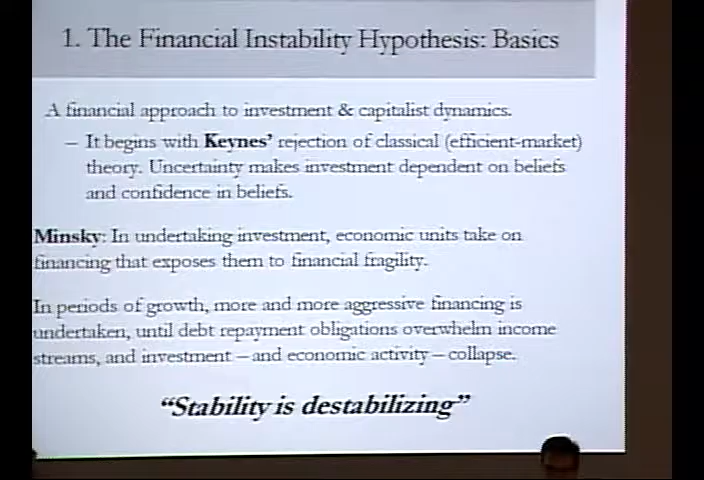 1. The Financial Instability Hypothesis: Basics
A financial approach to investment & capitalist dynamics.
– It begins with Keynes' rejection of classical (efficient-market)
theory. Uncertainty makes investment dependent on beliefs
and confidence in beliefs.
Minsky: In undertaking investment, economic units take on
financing that exposes them to financial fragility.
In periods of growth, more and more aggressive financing is
undertaken, until debt repayment obligations overwhelm income
streams, and investment – and economic activity – collapse.
"Stability is destabilizing"